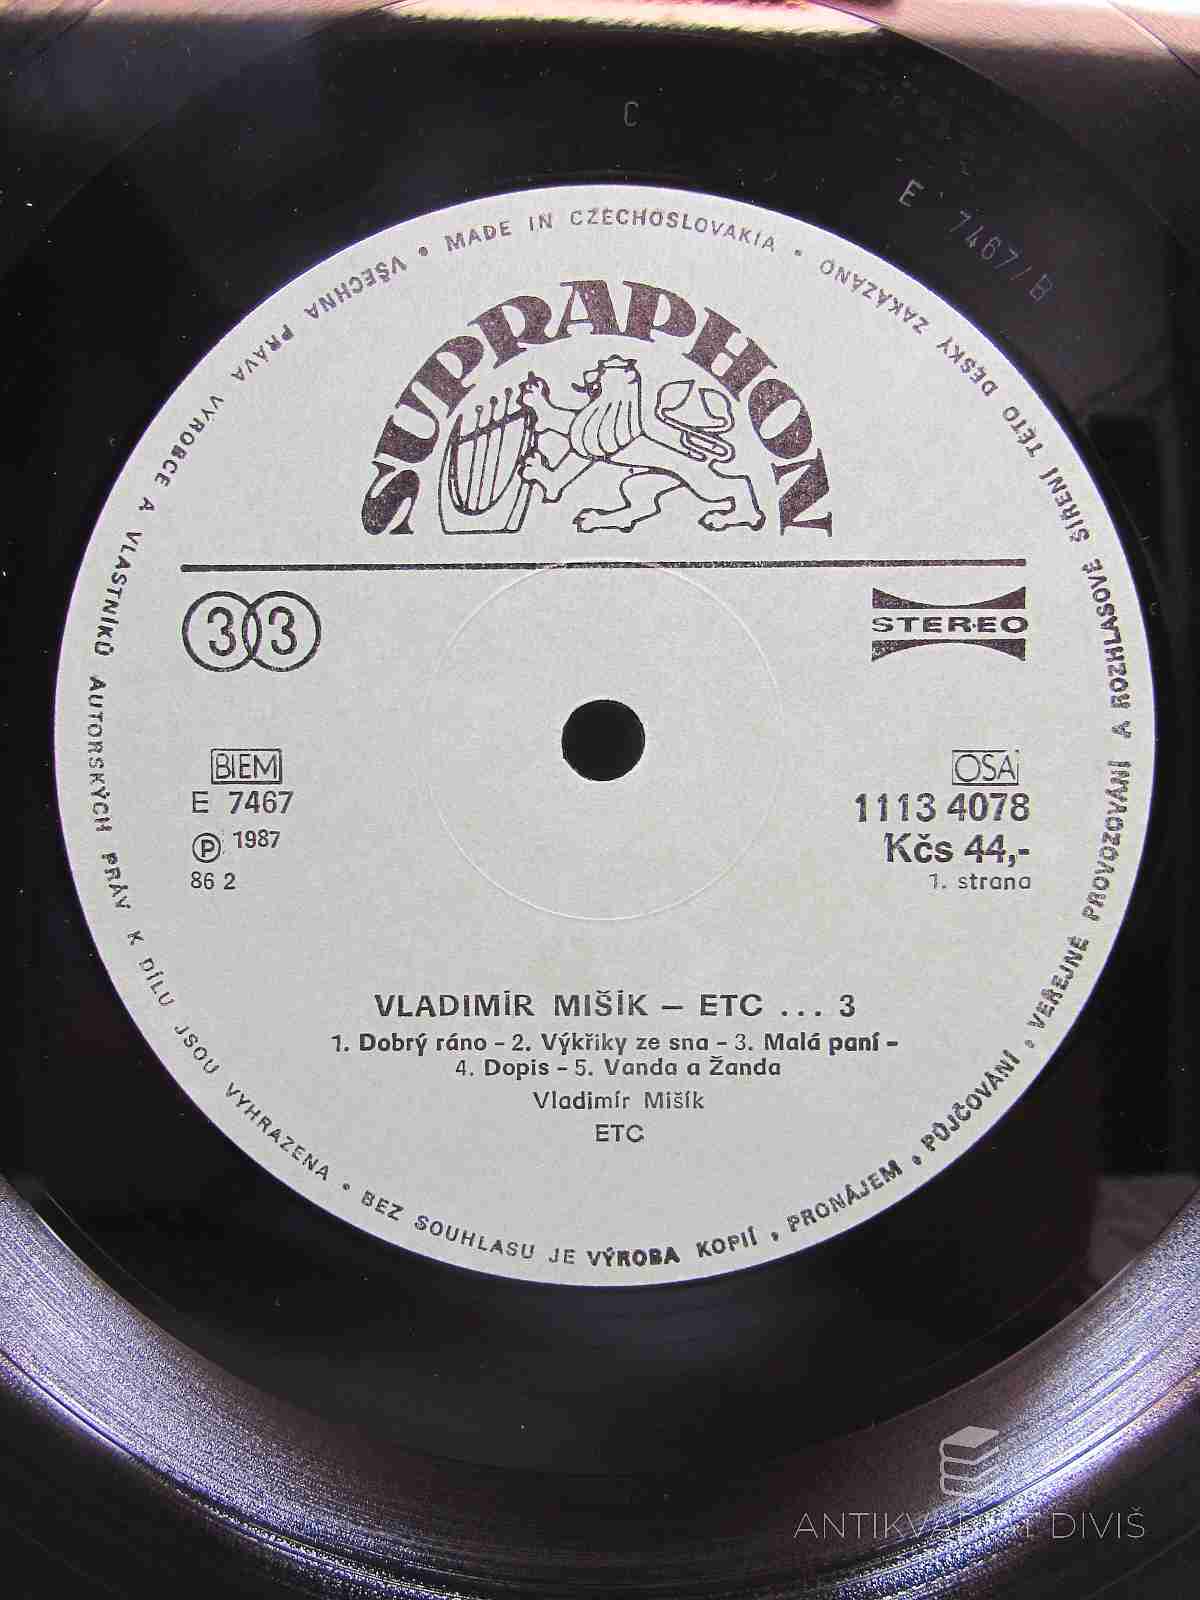 C
E 7467/B
MADE IN CZECHOSLOVAKIA •
VŠECHNA PRÁVA VÝROBCE A VLASTNÍKŮ AUTORSKÝCH PRÁV K DÍLU JSOU VYHRAZENA • BEZ SOUHLASU JE VÝROBA KOPIÍ, PRONÁJEM, PŮJČOVÁNÍ, VEŘEJNÉ PROVOZOVÁNÍ A ROZHLASOVÉ ŠÍŘENÍ TÉTO DESKY ZAKÁZÁNO •
SUPRAPHON
33
STEREO
BIEM
E 7467
Ⓟ 1987
86 2
OSA
1113 4078
Kčs 44,-
1. strana
VLADIMÍR MIŠÍK – ETC ... 3
1. Dobrý ráno – 2. Výkřiky ze sna – 3. Malá paní –
4. Dopis – 5. Vanda a Žanda
Vladimír Mišík
ETC
ANTIKVARIÁT DIVIŠ